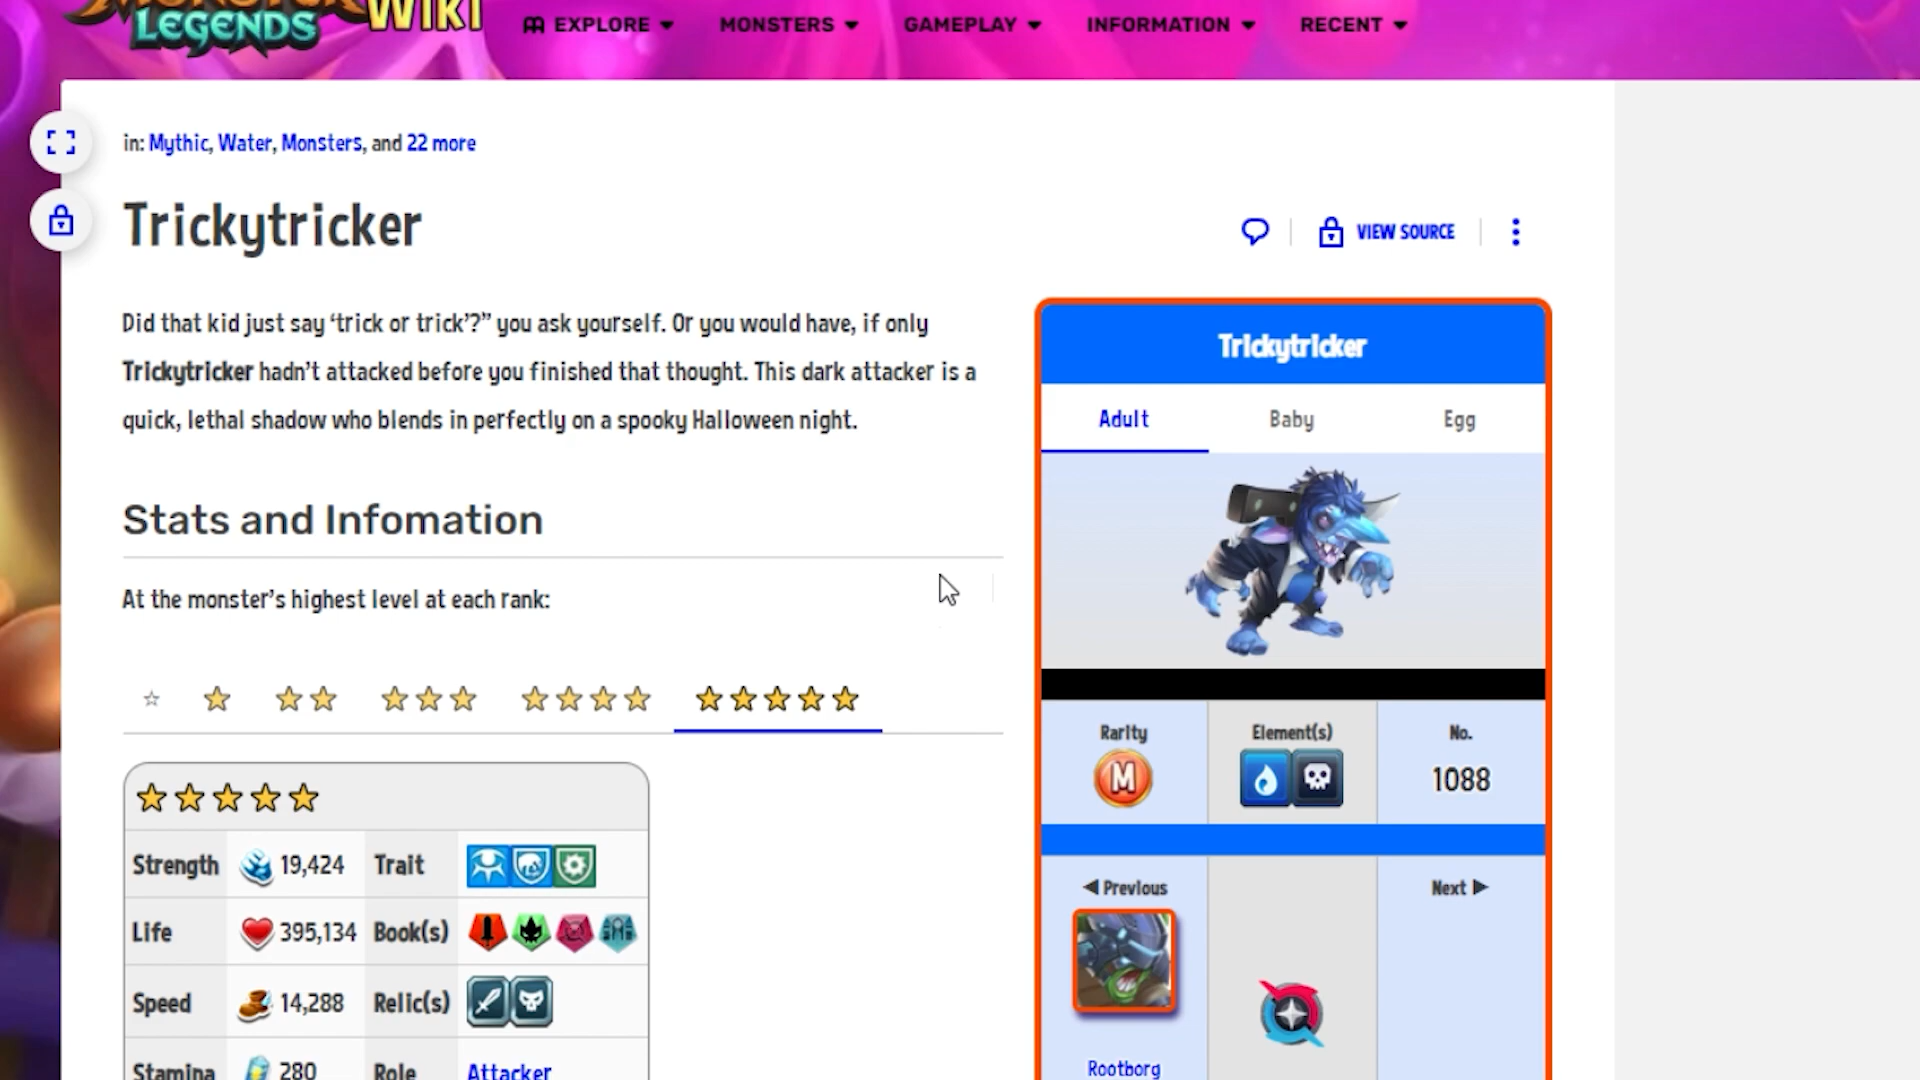 MONSTER LEGENDS WIKI
EXPLORE MONSTERS GAMEPLAY INFORMATION RECENT
in: Mythic, Water, Monsters, and 22 more
Trickytricker
VIEW SOURCE
Did that kid just say ‘trick or trick’?” you ask yourself. Or you would have, if only
Trickytricker hadn’t attacked before you finished that thought. This dark attacker is a
quick, lethal shadow who blends in perfectly on a spooky Halloween night.
Stats and Infomation
At the monster’s highest level at each rank:
Strength 19,424 Trait
Life 395,134 Book(s)
Speed 14,288 Relic(s)
Stamina 280 Role Attacker
Trickytricker
Adult Baby Egg
Rarity Element(s) No.
M 1088
Previous Next
Rootborg